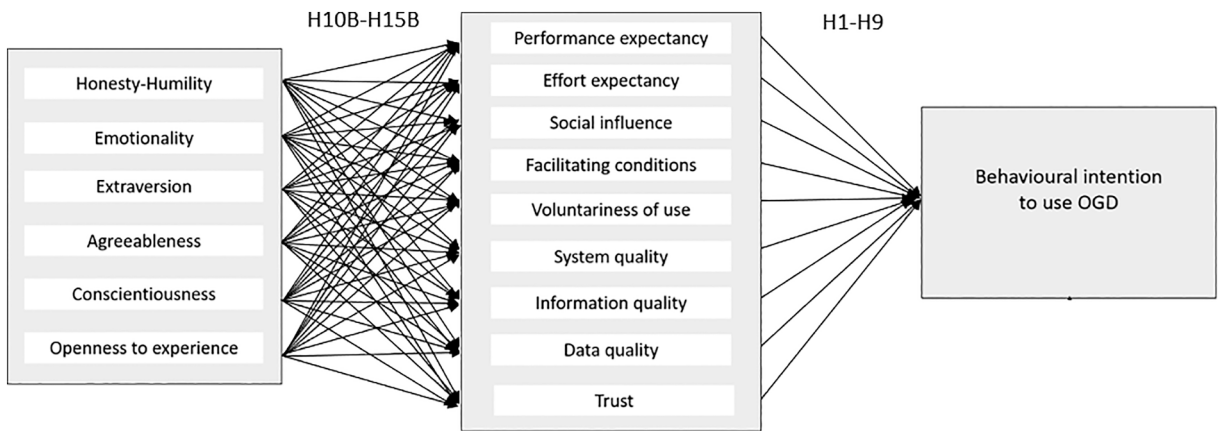 H10B-H15B
H1-H9
Honesty-Humility
Emotionality
Extraversion
Agreeableness
Conscientiousness
Openness to experience
Performance expectancy
Effort expectancy
Social influence
Facilitating conditions
Voluntariness of use
System quality
Information quality
Data quality
Trust
Behavioural intention
to use OGD